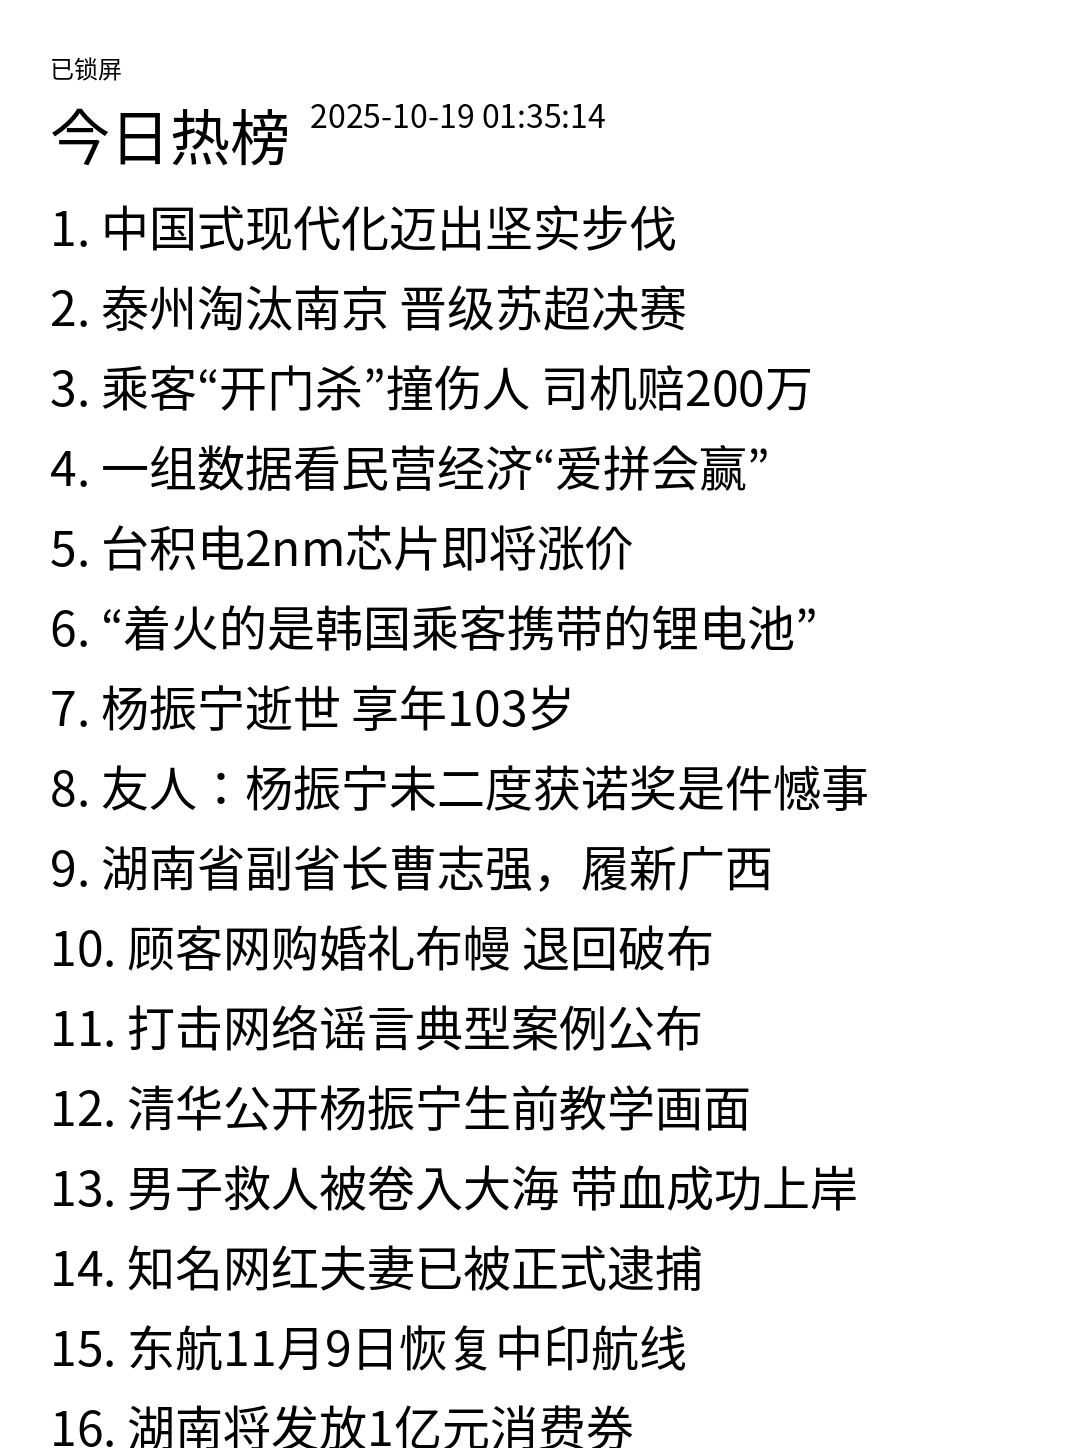 已锁屏
今日热榜 2025-10-19 01:35:14
1. 中国式现代化迈出坚实步伐
2. 泰州淘汰南京 晋级苏超决赛
3. 乘客“开门杀”撞伤人 司机赔200万
4. 一组数据看民营经济“爱拼会赢”
5. 台积电2nm芯片即将涨价
6. “着火的是韩国乘客携带的锂电池”
7. 杨振宁逝世 享年103岁
8. 友人：杨振宁未二度获诺奖是件憾事
9. 湖南省副省长曹志强，履新广西
10. 顾客网购婚礼布幔 退回破布
11. 打击网络谣言典型案例公布
12. 清华公开杨振宁生前教学画面
13. 男子救人被卷入大海 带血成功上岸
14. 知名网红夫妻已被正式逮捕
15. 东航11月9日恢复中印航线
16. 湖南将发放1亿元消费券